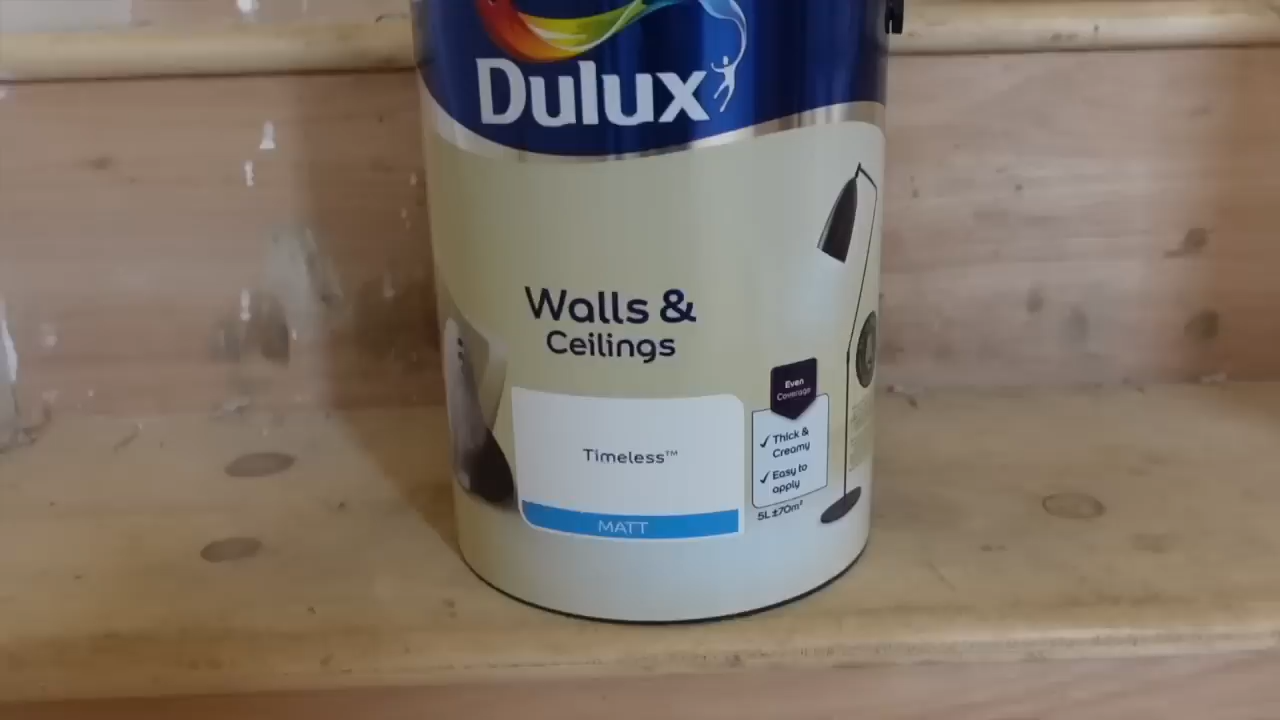 Dulux
Walls &
Ceilings
Timeless™
MATT
Even
Coverage
✓ Thick &
Creamy
✓ Easy to
apply
5L ±70m²